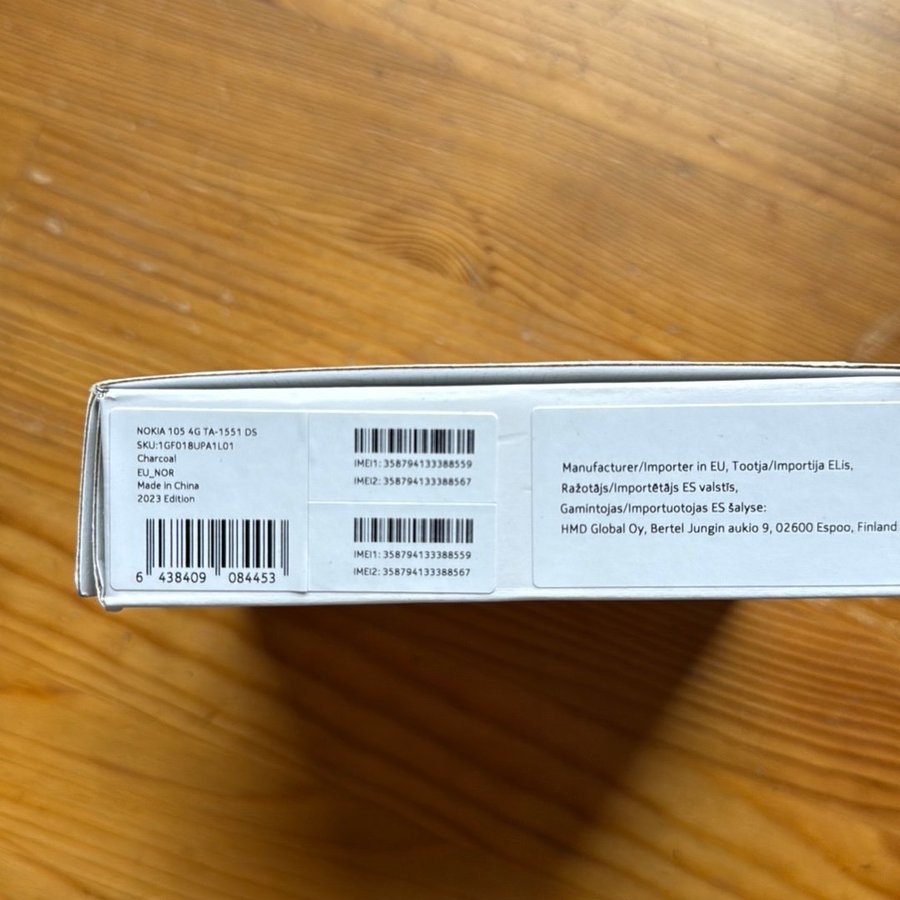 NOKIA 105 4G TA-1551 DS
SKU:1GF018UPA1L01
Charcoal
EU_NOR
Made in China
2023 Edition
6 438409 084453
IMEI1: 358794133388559
IMEI2: 358794133388567
IMEI1: 358794133388559
IMEI2: 358794133388567
Manufacturer/Importer in EU, Tootja/Importija ELis,
Ražotājs/Importētājs ES valstīs,
Gamintojas/Importuotojas ES šalyse:
HMD Global Oy, Bertel Jungin aukio 9, 02600 Espoo, Finland